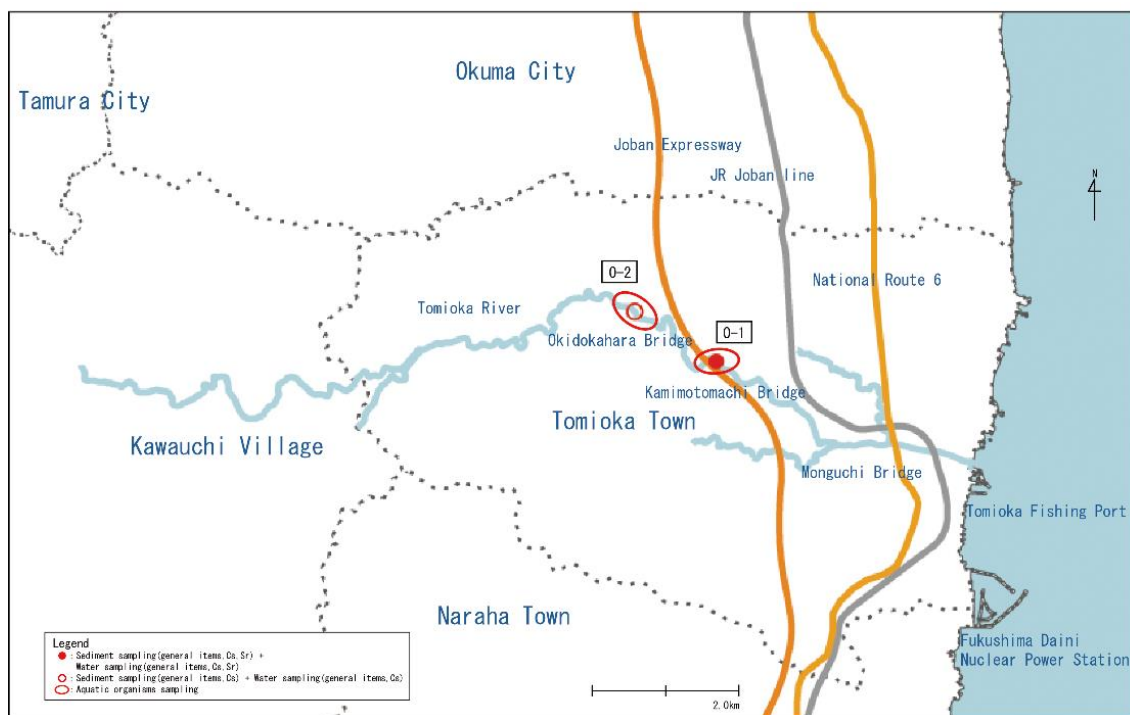 Okuma City
Tamura City
Joban Expressway
JR Joban line
N
O-2
National Route 6
Tomioka River
O-1
Okidokahara Bridge
Kamimotomachi Bridge
Tomioka Town
Kawauchi Village
Monguchi Bridge
Tomioka Fishing Port
Naraha Town
Fukushima Daini
Nuclear Power Station
Legend
: Sediment sampling(general items,Cs,Sr) +
Water sampling(general items,Cs,Sr)
: Sediment sampling(general items,Cs) + Water sampling(general items,Cs)
: Aquatic organisms sampling
2.0km